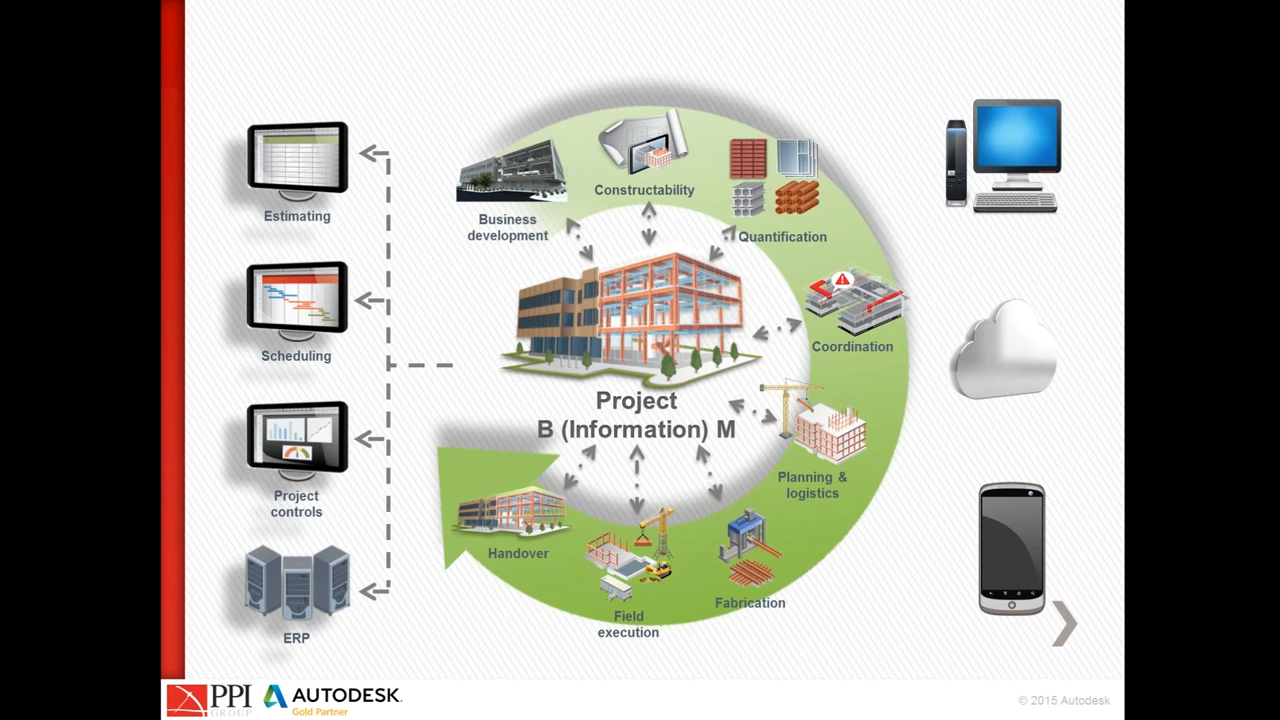 Estimating
Scheduling
Project
controls
ERP
Business
development
Constructability
Quantification
Coordination
Planning &
logistics
Fabrication
Field
execution
Handover
Project
B (Information) M
PPI
GROUP
AUTODESK.
Gold Partner
© 2015 Autodesk